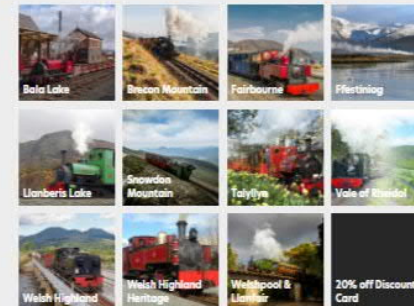 Bala Lake
Brecon Mountain
Fairbourne
Ffestiniog
Llanberis Lake
Snowdon
Mountain
Talyllyn
Vale of Rheidol
Welsh Highland
Welsh Highland
Heritage
Welshpool &
Llanfair
20% off Discount
Card